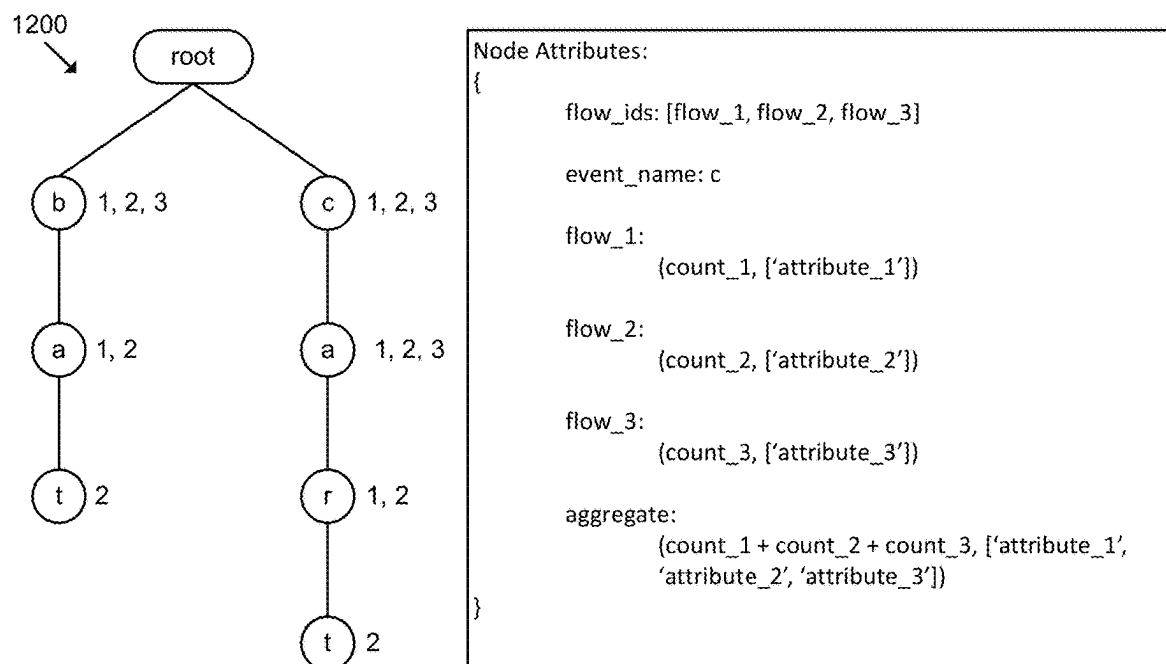 1200
root
b 1, 2, 3
c 1, 2, 3
a 1, 2
a 1, 2, 3
t 2
r 1, 2
t 2
Node Attributes:
{
flow_ids: [flow_1, flow_2, flow_3]
event_name: c
flow_1:
(count_1, [‘attribute_1’])
flow_2:
(count_2, [‘attribute_2’])
flow_3:
(count_3, [‘attribute_3’])
aggregate:
(count_1 + count_2 + count_3, [‘attribute_1’,
‘attribute_2’, ‘attribute_3’])
}